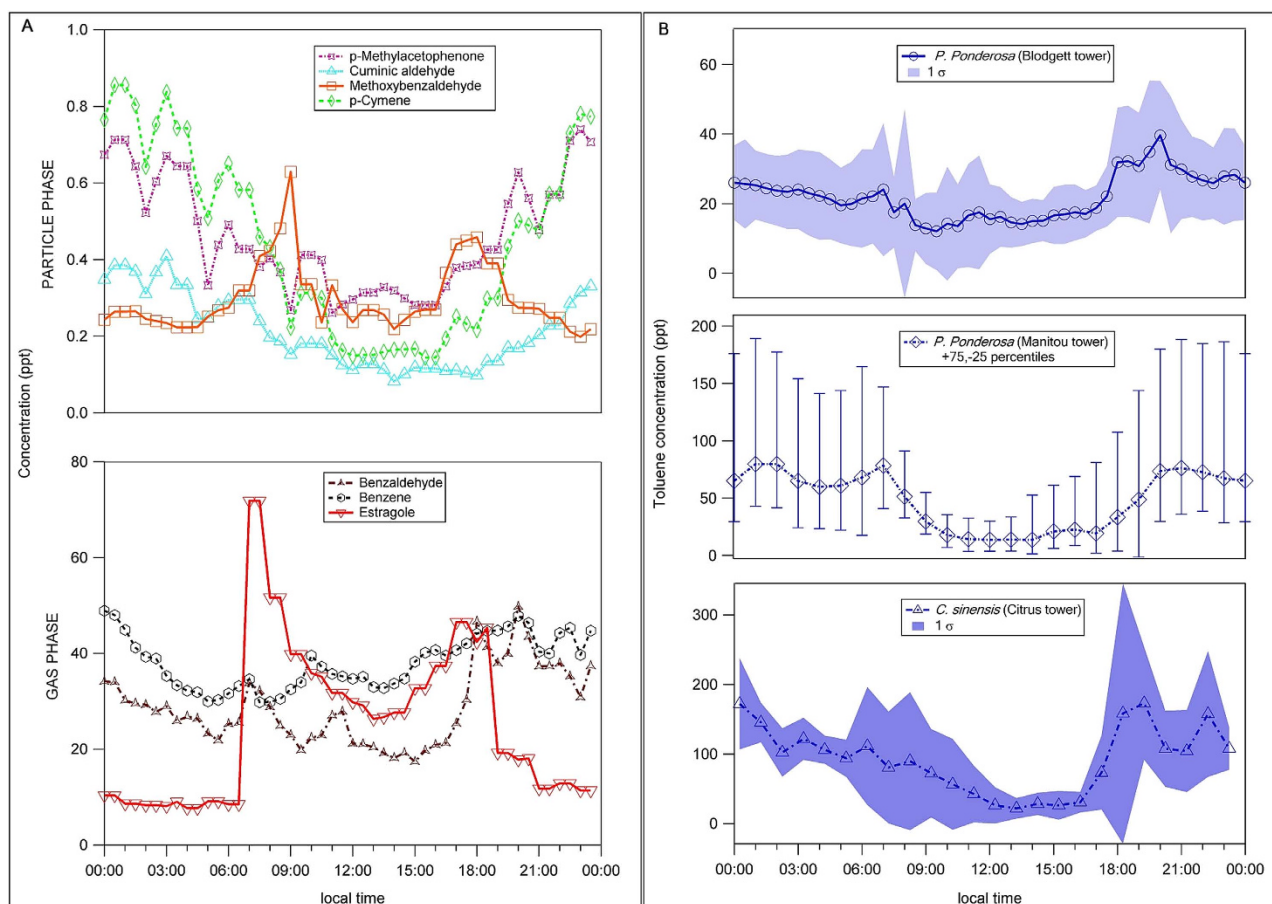 A
PARTICLE PHASE
1.0
0.8
0.6
0.4
0.2
0.0
p-Methylacetophenone
Cuminic aldehyde
Methoxybenzaldehyde
p-Cymene
Concentration (ppt)
GAS PHASE
80
60
40
20
0
Benzaldehyde
Benzene
Estragole
00:00 03:00 06:00 09:00 12:00 15:00 18:00 21:00 00:00
local time
B
60
40
20
0
P. Ponderosa (Blodgett tower)
1 σ
Toluene concentration (ppt)
200
150
100
50
0
P. Ponderosa (Manitou tower)
+75,-25 percentiles
300
200
100
0
C. sinensis (Citrus tower)
1 σ
00:00 03:00 06:00 09:00 12:00 15:00 18:00 21:00 00:00
local time